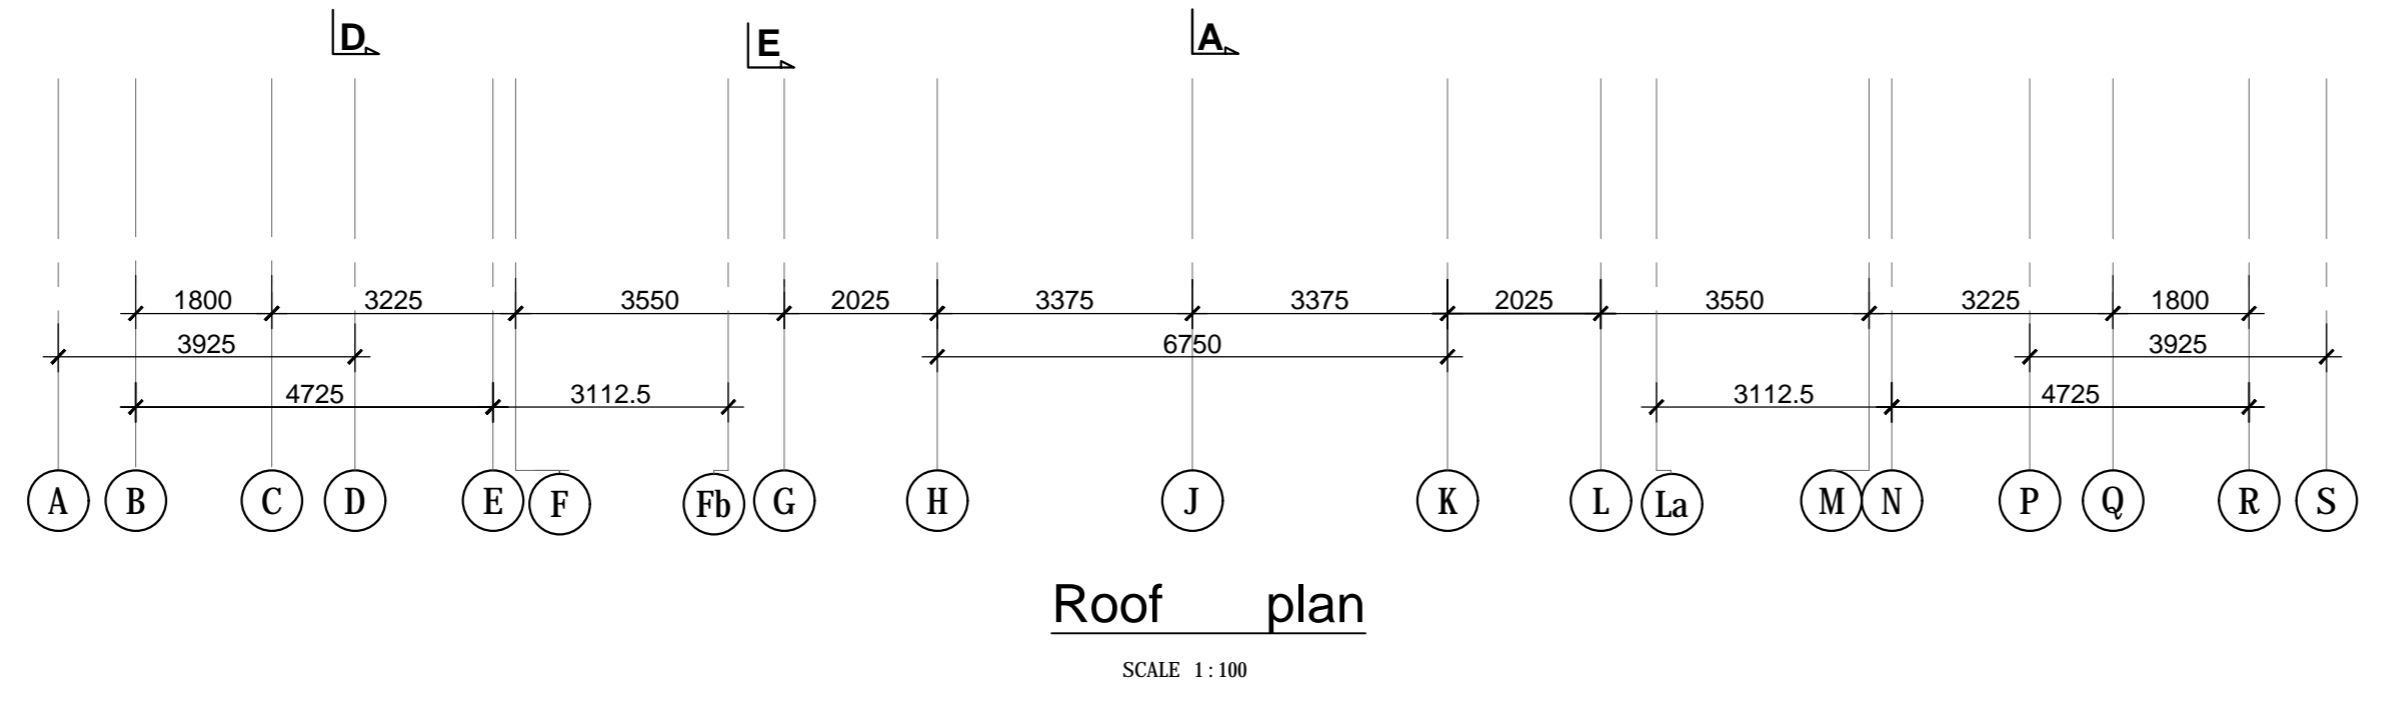 D E A
1800 3225 3550 2025 3375 3375 2025 3550 3225 1800
3925 6750 3925
4725 3112.5 3112.5 4725
A B C D E F Fb G H J K L La M N P Q R S
Roof plan
SCALE 1:100